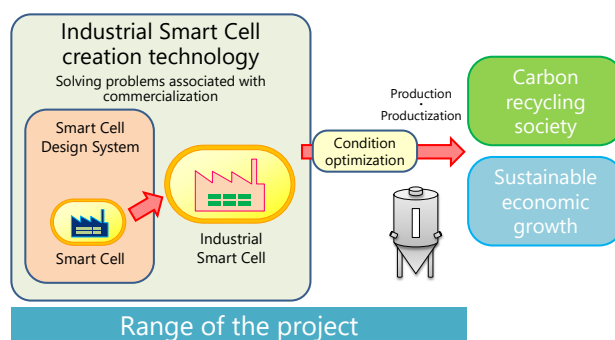 Industrial Smart Cell
creation technology
Solving problems associated with
commercialization
Smart Cell
Design System
Smart Cell
Industrial
Smart Cell
Condition
optimization
Production
・
Productization
Carbon
recycling
society
Sustainable
economic
growth
Range of the project